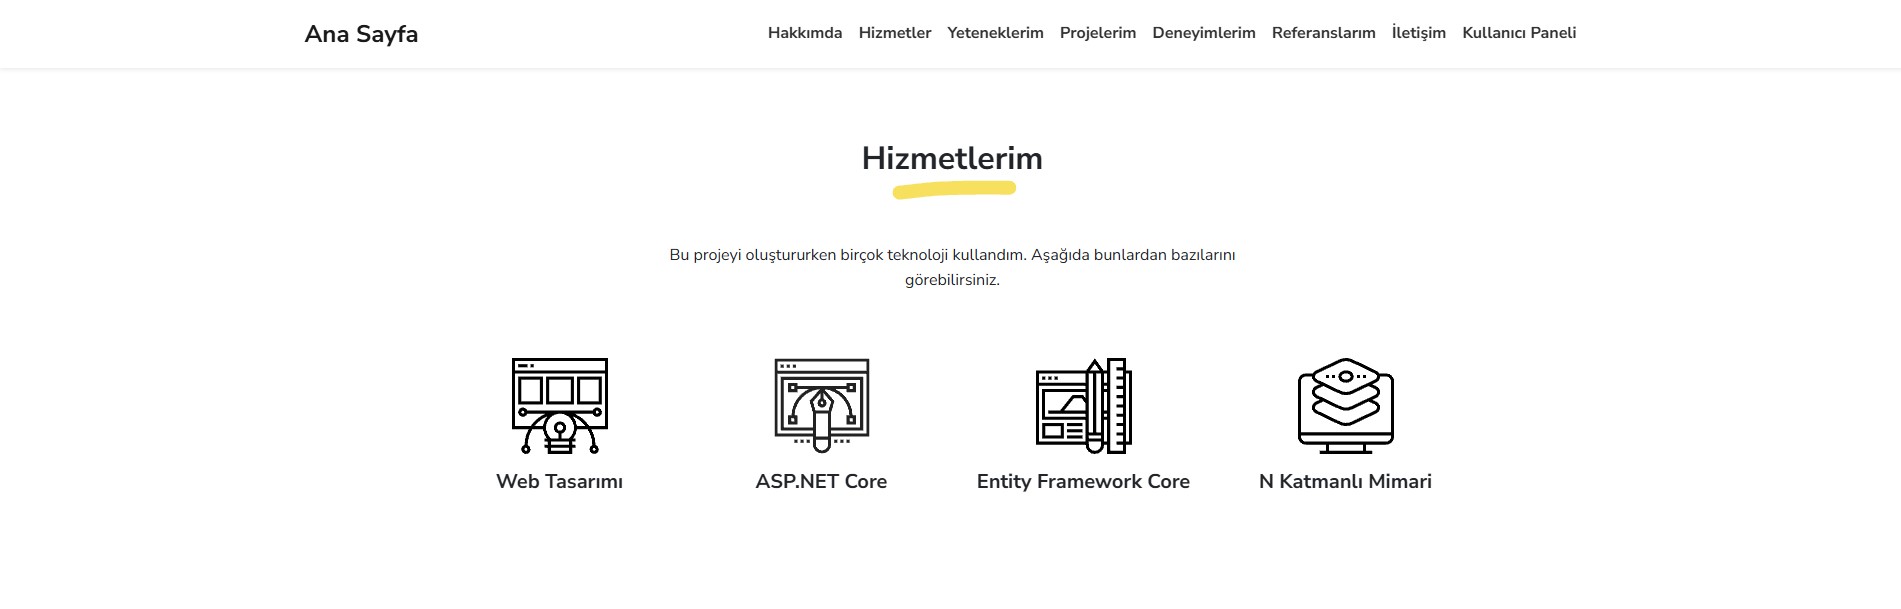 Ana Sayfa
Hakkımda Hizmetler Yeteneklerim Projelerim Deneyimlerim Referanslarım İletişim Kullanıcı Paneli
Hizmetlerim
Bu projeyi oluştururken birçok teknoloji kullandım. Aşağıda bunlardan bazılarını
görebilirsiniz.
Web Tasarımı
ASP.NET Core
Entity Framework Core
N Katmanlı Mimari